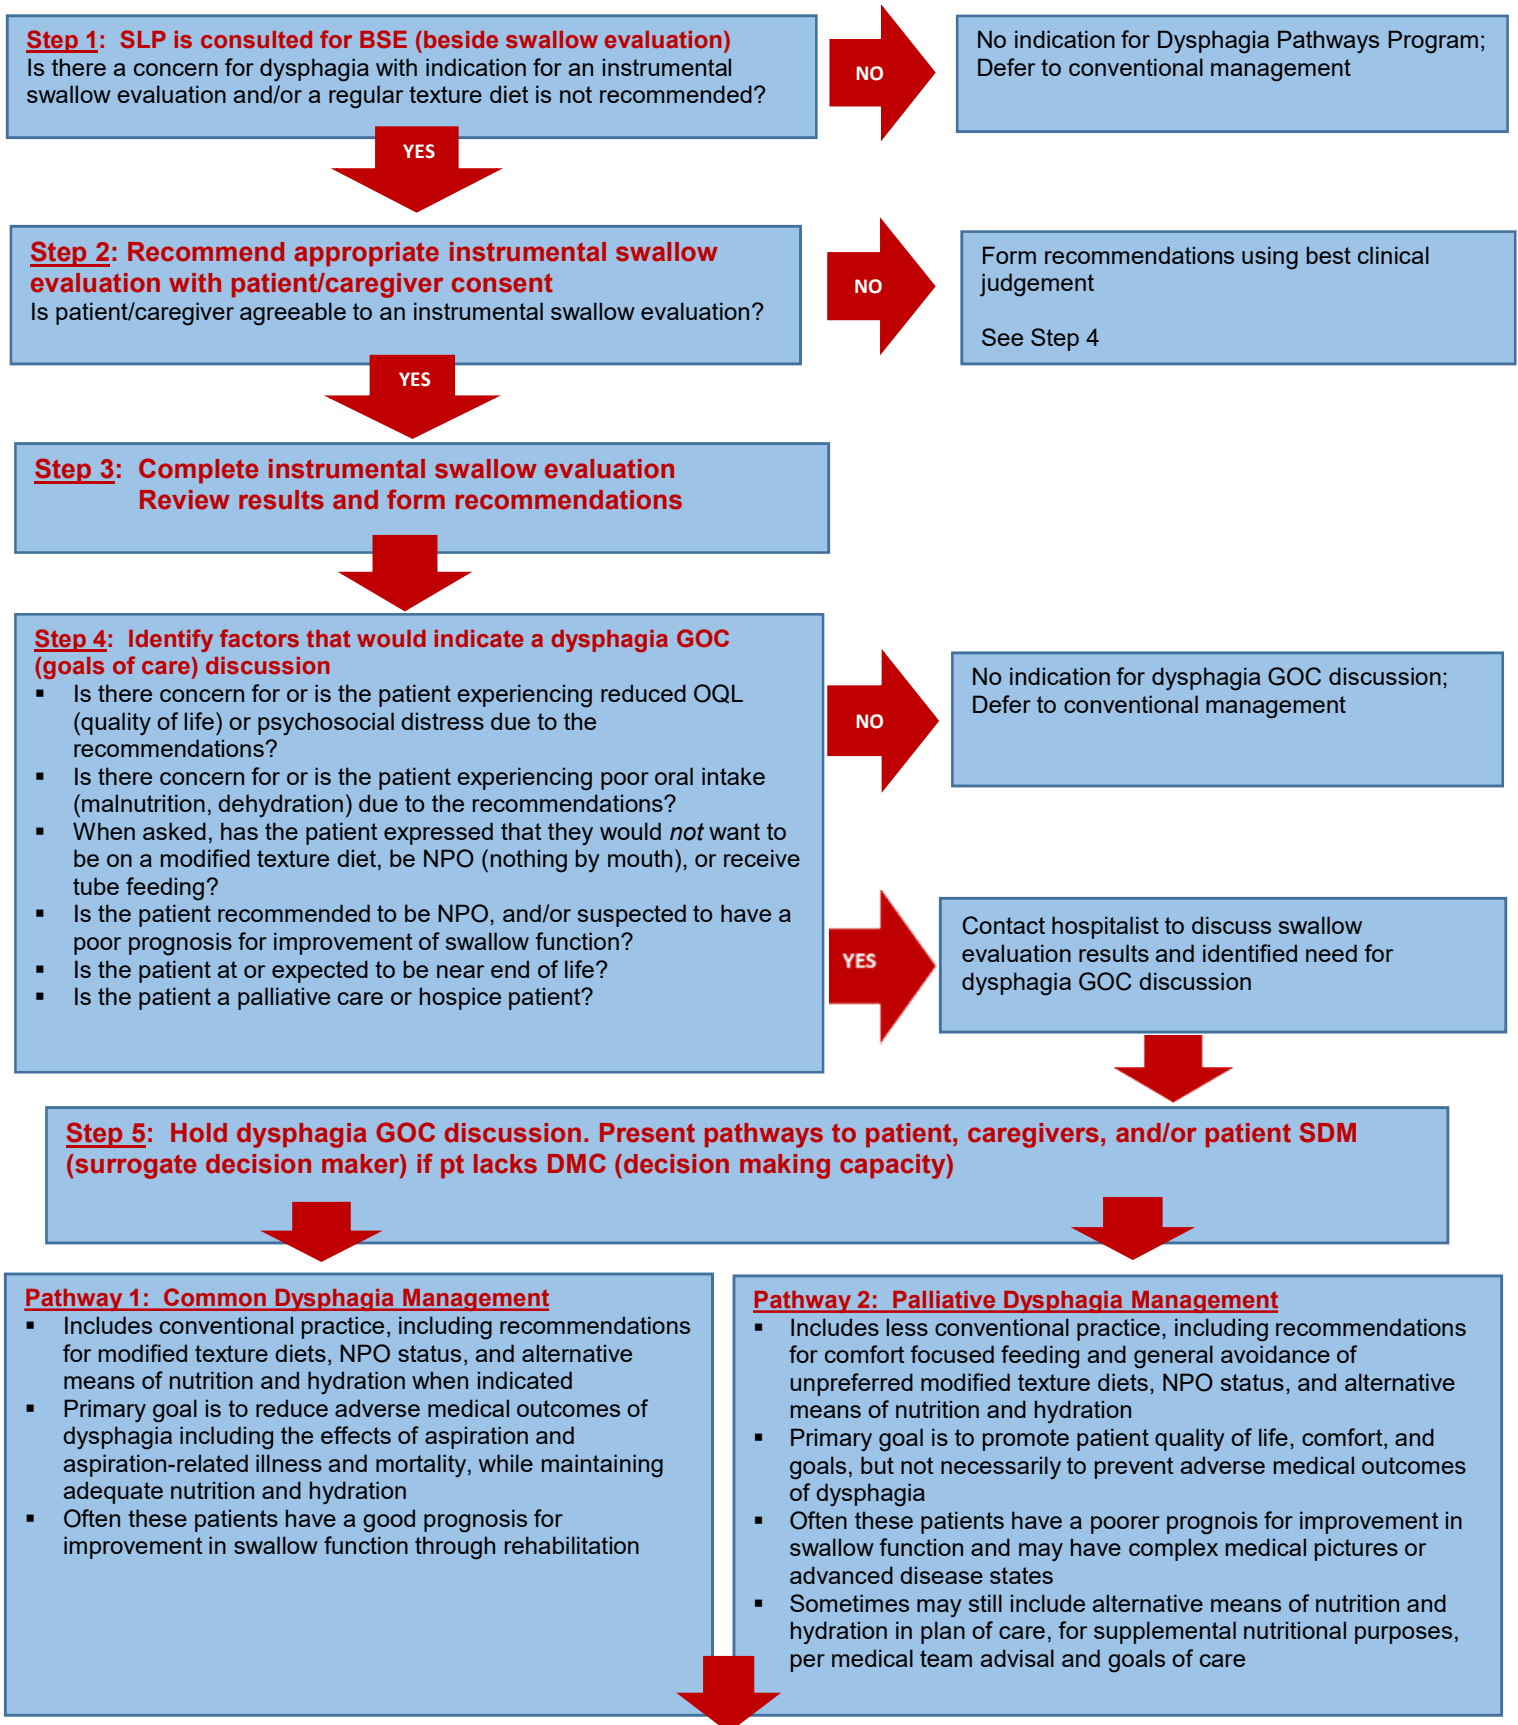 Step 1: SLP is consulted for BSE (beside swallow evaluation)
Is there a concern for dysphagia with indication for an instrumental
swallow evaluation and/or a regular texture diet is not recommended?
NO
No indication for Dysphagia Pathways Program;
Defer to conventional management
YES
Step 2: Recommend appropriate instrumental swallow
evaluation with patient/caregiver consent
Is patient/caregiver agreeable to an instrumental swallow evaluation?
NO
Form recommendations using best clinical
judgement
See Step 4
YES
Step 3: Complete instrumental swallow evaluation
Review results and form recommendations
Step 4: Identify factors that would indicate a dysphagia GOC
(goals of care) discussion
▪ Is there concern for or is the patient experiencing reduced OQL
(quality of life) or psychosocial distress due to the
recommendations?
▪ Is there concern for or is the patient experiencing poor oral intake
(malnutrition, dehydration) due to the recommendations?
▪ When asked, has the patient expressed that they would not want to
be on a modified texture diet, be NPO (nothing by mouth), or receive
tube feeding?
▪ Is the patient recommended to be NPO, and/or suspected to have a
poor prognosis for improvement of swallow function?
▪ Is the patient at or expected to be near end of life?
▪ Is the patient a palliative care or hospice patient?
NO
No indication for dysphagia GOC discussion;
Defer to conventional management
YES
Contact hospitalist to discuss swallow
evaluation results and identified need for
dysphagia GOC discussion
Step 5: Hold dysphagia GOC discussion. Present pathways to patient, caregivers, and/or patient SDM
(surrogate decision maker) if pt lacks DMC (decision making capacity)
Pathway 1: Common Dysphagia Management
▪ Includes conventional practice, including recommendations
for modified texture diets, NPO status, and alternative
means of nutrition and hydration when indicated
▪ Primary goal is to reduce adverse medical outcomes of
dysphagia including the effects of aspiration and
aspiration-related illness and mortality, while maintaining
adequate nutrition and hydration
▪ Often these patients have a good prognosis for
improvement in swallow function through rehabilitation
Pathway 2: Palliative Dysphagia Management
▪ Includes less conventional practice, including recommendations
for comfort focused feeding and general avoidance of
unpreferred modified texture diets, NPO status, and alternative
means of nutrition and hydration
▪ Primary goal is to promote patient quality of life, comfort, and
goals, but not necessarily to prevent adverse medical outcomes
of dysphagia
▪ Often these patients have a poorer prognois for improvement in
swallow function and may have complex medical pictures or
advanced disease states
▪ Sometimes may still include alternative means of nutrition and
hydration in plan of care, for supplemental nutritional purposes,
per medical team advisal and goals of care